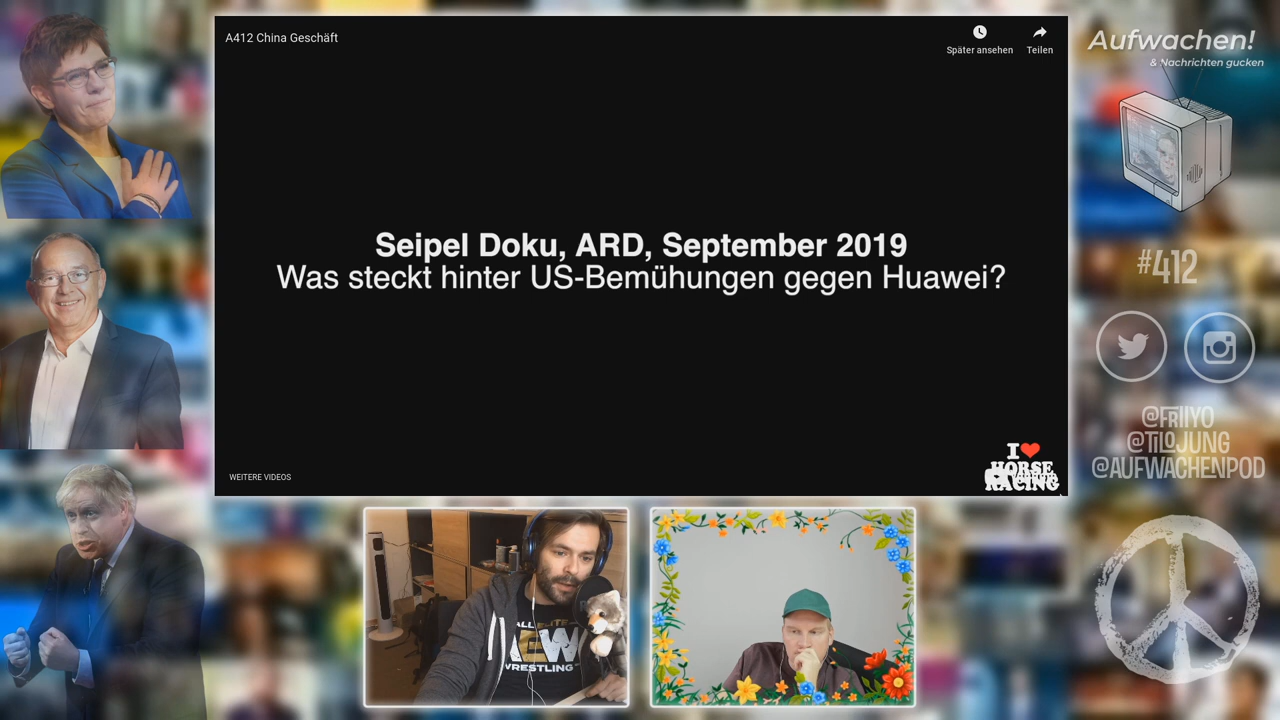 A412 China Geschäft
Später ansehen
Teilen
Aufwachen!
& Nachrichten gucken
Seipel Doku, ARD, September 2019
Was steckt hinter US-Bemühungen gegen Huawei?
#412
@FRIIYO
@TILOJUNG
@AUFWACHENPOD
WEITERE VIDEOS
I
HORSE
RACING
ALL ELITE
AEW
WRESTLING